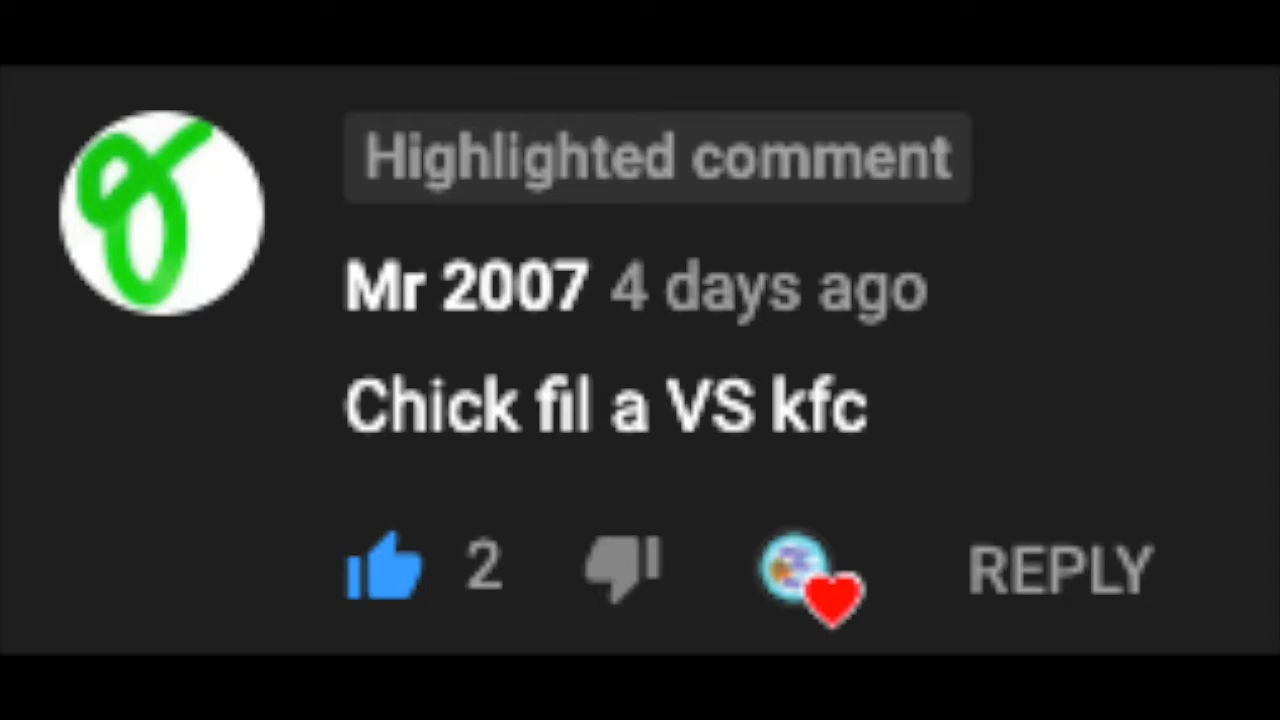 Highlighted comment
Mr 2007 4 days ago
Chick fil a VS kfc
2 REPLY